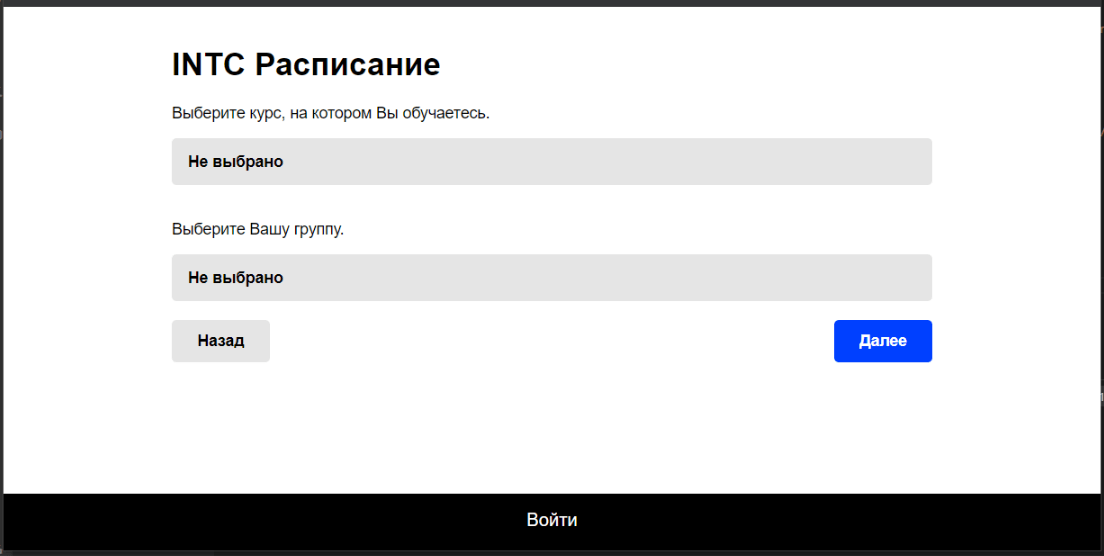 INTC Расписание
Выберите курс, на котором Вы обучаетесь.
Не выбрано
Выберите Вашу группу.
Не выбрано
Назад
Далее
Войти